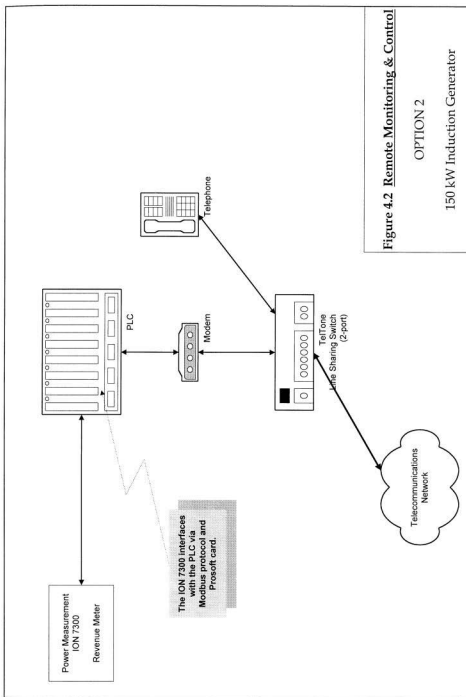 Power Measurement
ION 7300
Revenue Meter
PLC
The ION 7300 interfaces
with the PLC via
Modbus protocol and
Prosoft card.
Modem
Telephone
TelTone
Line Sharing Switch
(2-port)
Telecommunications
Network
Figure 4.2 Remote Monitoring & Control
OPTION 2
150 kW Induction Generator